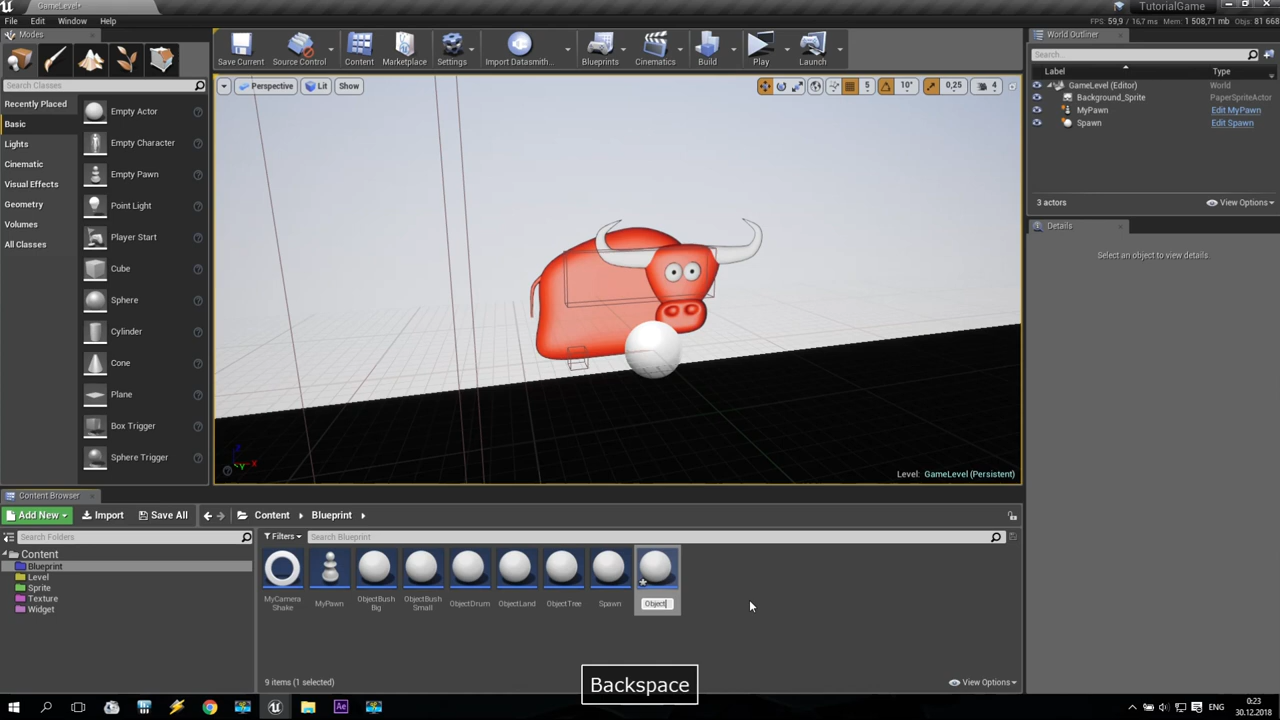 GameLevel•
TutorialGame
File Edit Window Help
FPS: 59,9 / 16,7 ms Mem: 1 508,71 mb Objs: 81 668
Modes
Search Classes
Recently Placed
Basic
Lights
Cinematic
Visual Effects
Geometry
Volumes
All Classes
Empty Actor
Empty Character
Empty Pawn
Point Light
Player Start
Cube
Sphere
Cylinder
Cone
Plane
Box Trigger
Sphere Trigger
Save Current Source Control Content Marketplace Settings Import Datasmith... Blueprints Cinematics Build Play Launch
Perspective Lit Show
5 10° 0,25 4
Z X Y
Level: GameLevel (Persistent)
World Outliner
Search
Label Type
GameLevel (Editor) World
Background_Sprite PaperSpriteActor
MyPawn Edit MyPawn
Spawn Edit Spawn
3 actors View Options
Details
Select an object to view details
Content Browser
Add New Import Save All Content Blueprint
Search Folders
Content
Blueprint
Level
Sprite
Texture
Widget
Filters Search Blueprint
MyCamera
Shake
MyPawn
ObjectBush
Big
ObjectBush
Small
ObjectDrum
ObjectLand
ObjectTree
Spawn
Object
9 items (1 selected) View Options
Backspace
Ae
ENG
0:23
30.12.2018